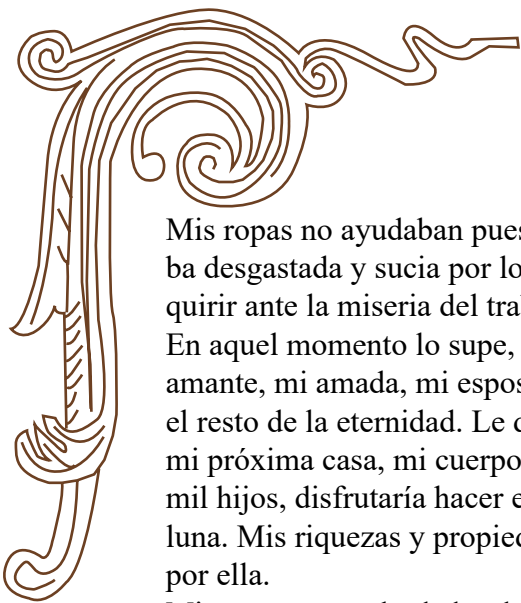 Mis ropas no ayudaban pues
ba desgastada y sucia por lo
quirir ante la miseria del tra
En aquel momento lo supe,
amante, mi amada, mi espos
el resto de la eternidad. Le
mi próxima casa, mi cuerpo
mil hijos, disfrutaría hacer
luna. Mis riquezas y propie
por ella.